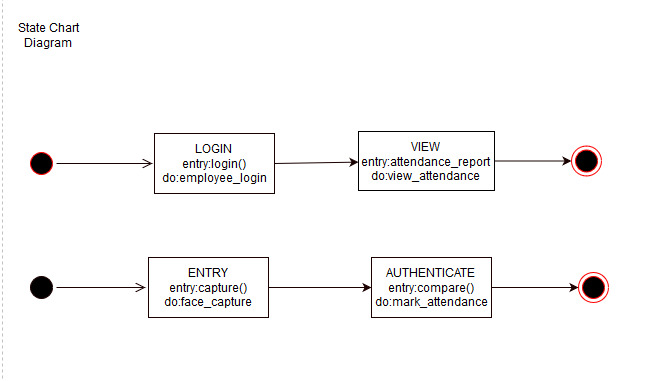 State Chart
Diagram
LOGIN
entry:login()
do:employee_login
VIEW
entry:attendance_report
do:view_attendance
ENTRY
entry:capture()
do:face_capture
AUTHENTICATE
entry:compare()
do:mark_attendance